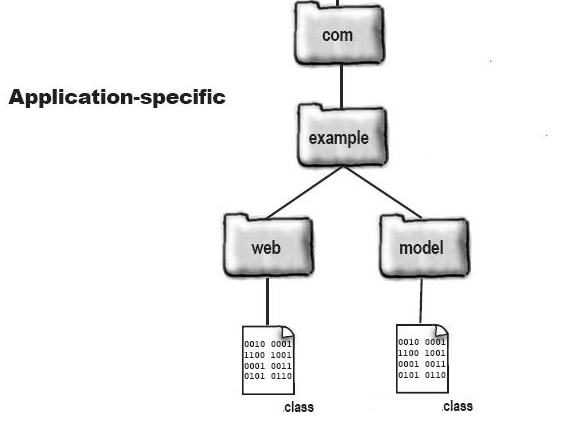 com
Application-specific
example
web
model
0010 0001
1100 1001
0001 0011
0101 0110
0010 0001
1100 1001
0001 0011
0101 0110
.class
.class